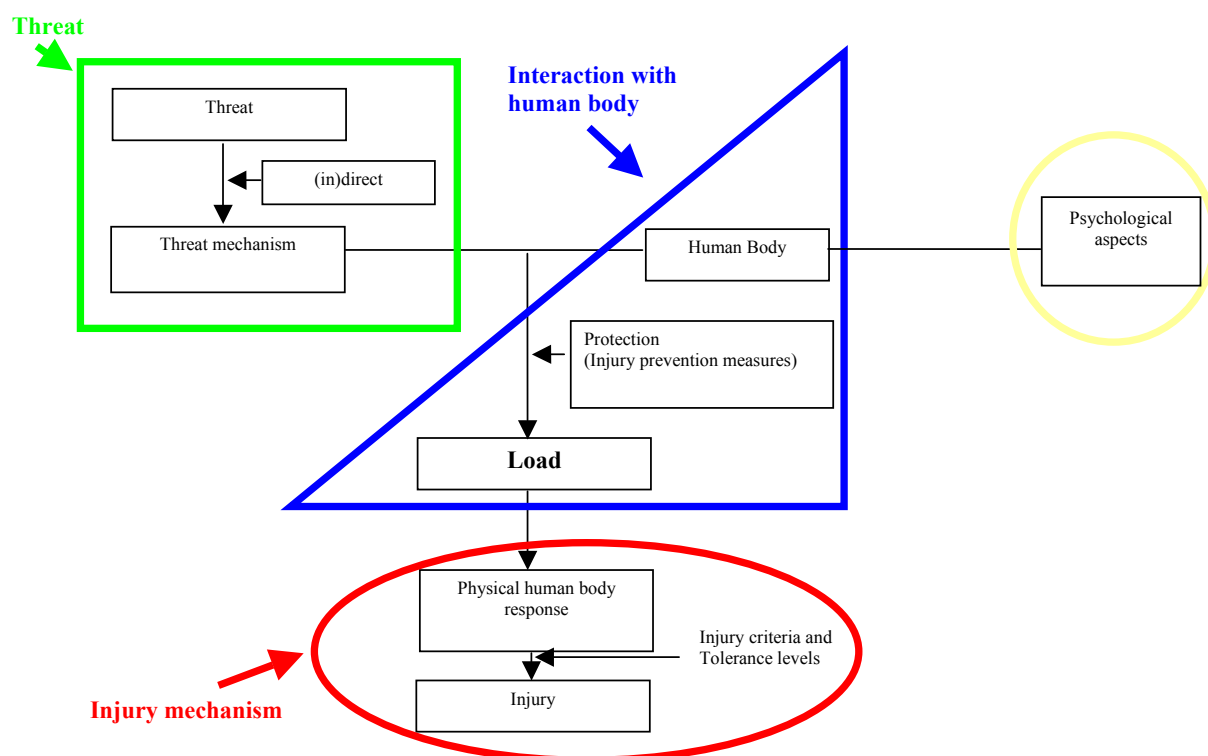 Threat
Interaction with
human body
Threat
(in)direct
Threat mechanism
Human Body
Psychological
aspects
Protection
(Injury prevention measures)
Load
Physical human body
response
Injury criteria and
Tolerance levels
Injury
Injury mechanism